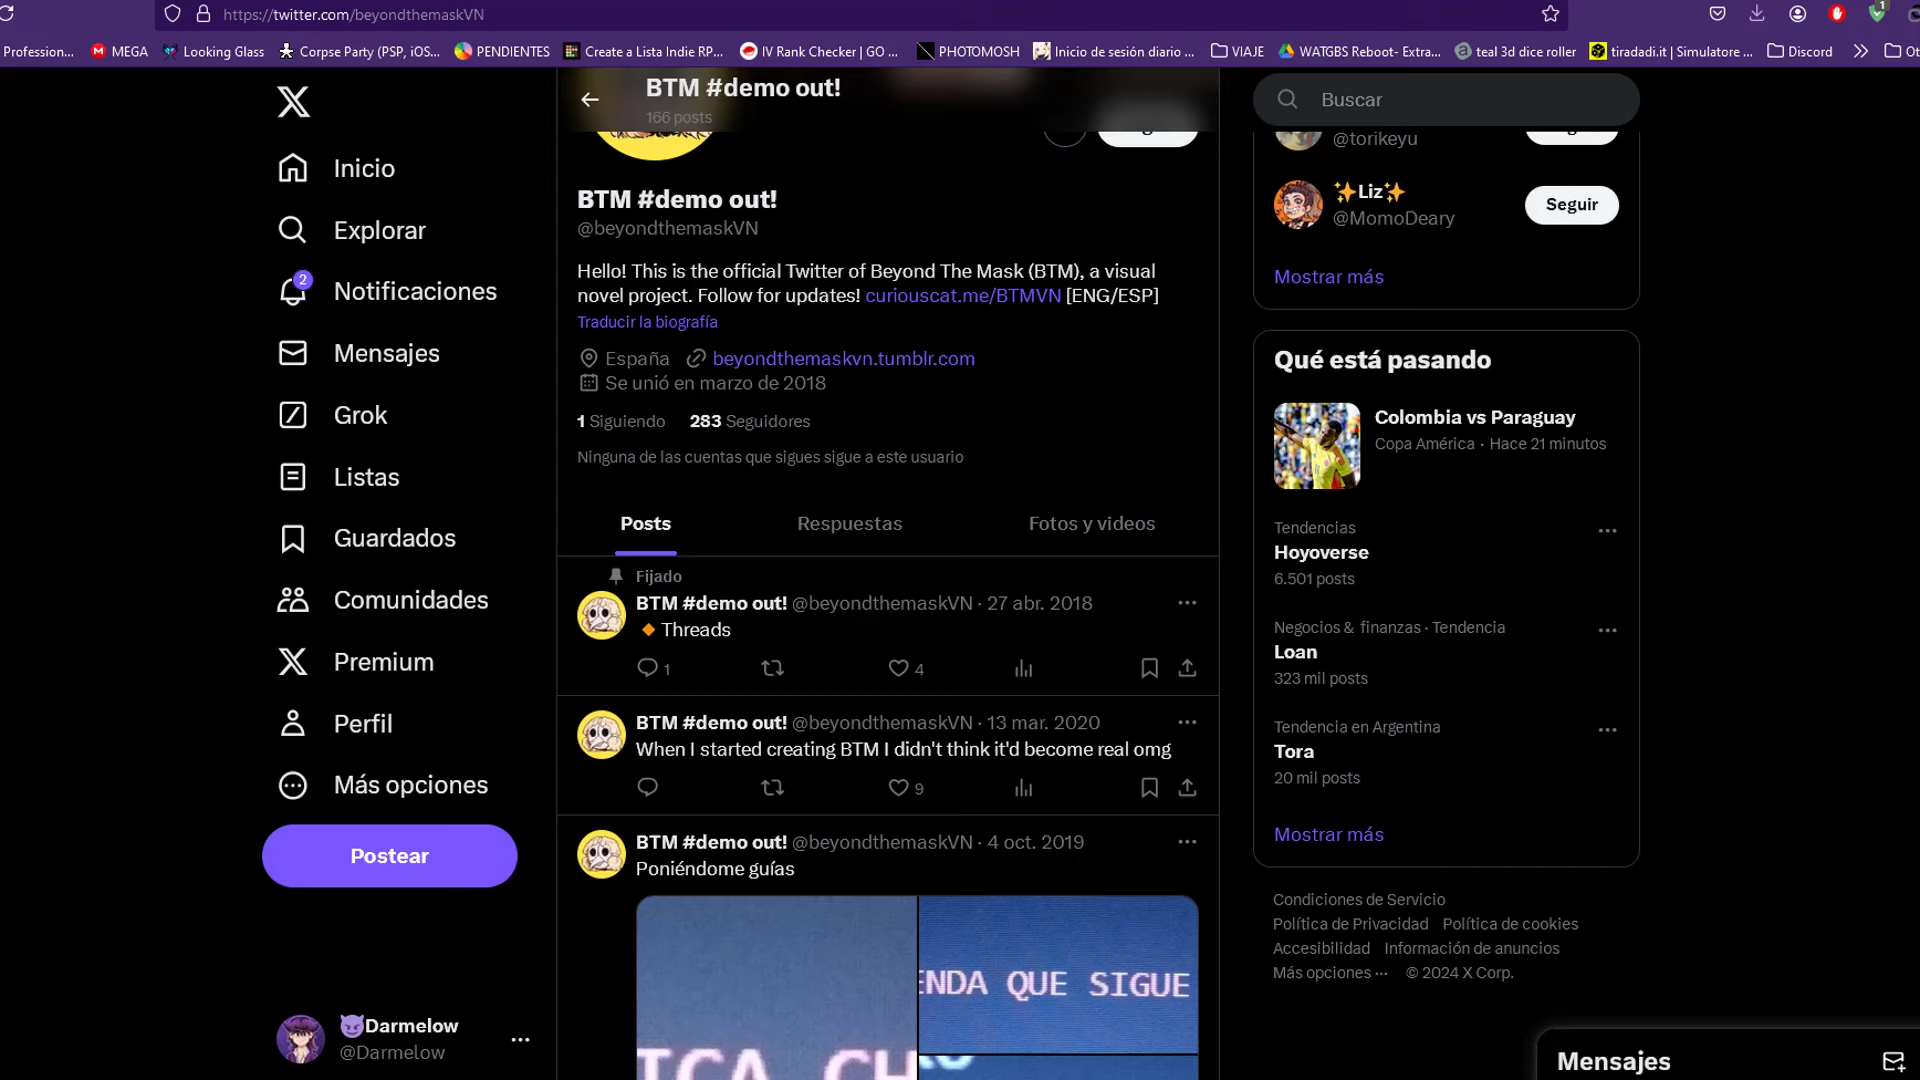 https://twitter.com/beyondthemaskVN
Profession...
MEGA
Looking Glass
Corpse Party (PSP, iOS...
PENDIENTES
Create a Lista Indie RP...
IV Rank Checker | GO ...
PHOTOMOSH
Inicio de sesión diario ...
VIAJE
WATGBS Reboot- Extra...
teal 3d dice roller
tiradadi.it | Simulatore ...
Discord
Inicio
Explorar
2
Notificaciones
Mensajes
Grok
Listas
Guardados
Comunidades
Premium
Perfil
Más opciones
Postear
😈Darmelow
@Darmelow
BTM #demo out!
166 posts
BTM #demo out!
@beyondthemaskVN
Hello! This is the official Twitter of Beyond The Mask (BTM), a visual
novel project. Follow for updates! curiouscat.me/BTMVN [ENG/ESP]
Traducir la biografía
España beyondthemaskvn.tumblr.com
Se unió en marzo de 2018
1 Siguiendo 283 Seguidores
Ninguna de las cuentas que sigues sigue a este usuario
Posts Respuestas Fotos y videos
Fijado
BTM #demo out! @beyondthemaskVN · 27 abr. 2018
🔸Threads
1 4
BTM #demo out! @beyondthemaskVN · 13 mar. 2020
When I started creating BTM I didn't think it'd become real omg
9
BTM #demo out! @beyondthemaskVN · 4 oct. 2019
Poniéndome guías
ENDA QUE SIGUE
Buscar
@torikeyu
✨Liz✨
@MomoDeary
Seguir
Mostrar más
Qué está pasando
Colombia vs Paraguay
Copa América · Hace 21 minutos
Tendencias
Hoyoverse
6.501 posts
Negocios & finanzas · Tendencia
Loan
323 mil posts
Tendencia en Argentina
Tora
20 mil posts
Mostrar más
Condiciones de Servicio
Política de Privacidad Política de cookies
Accesibilidad Información de anuncios
Más opciones ··· © 2024 X Corp.
Mensajes